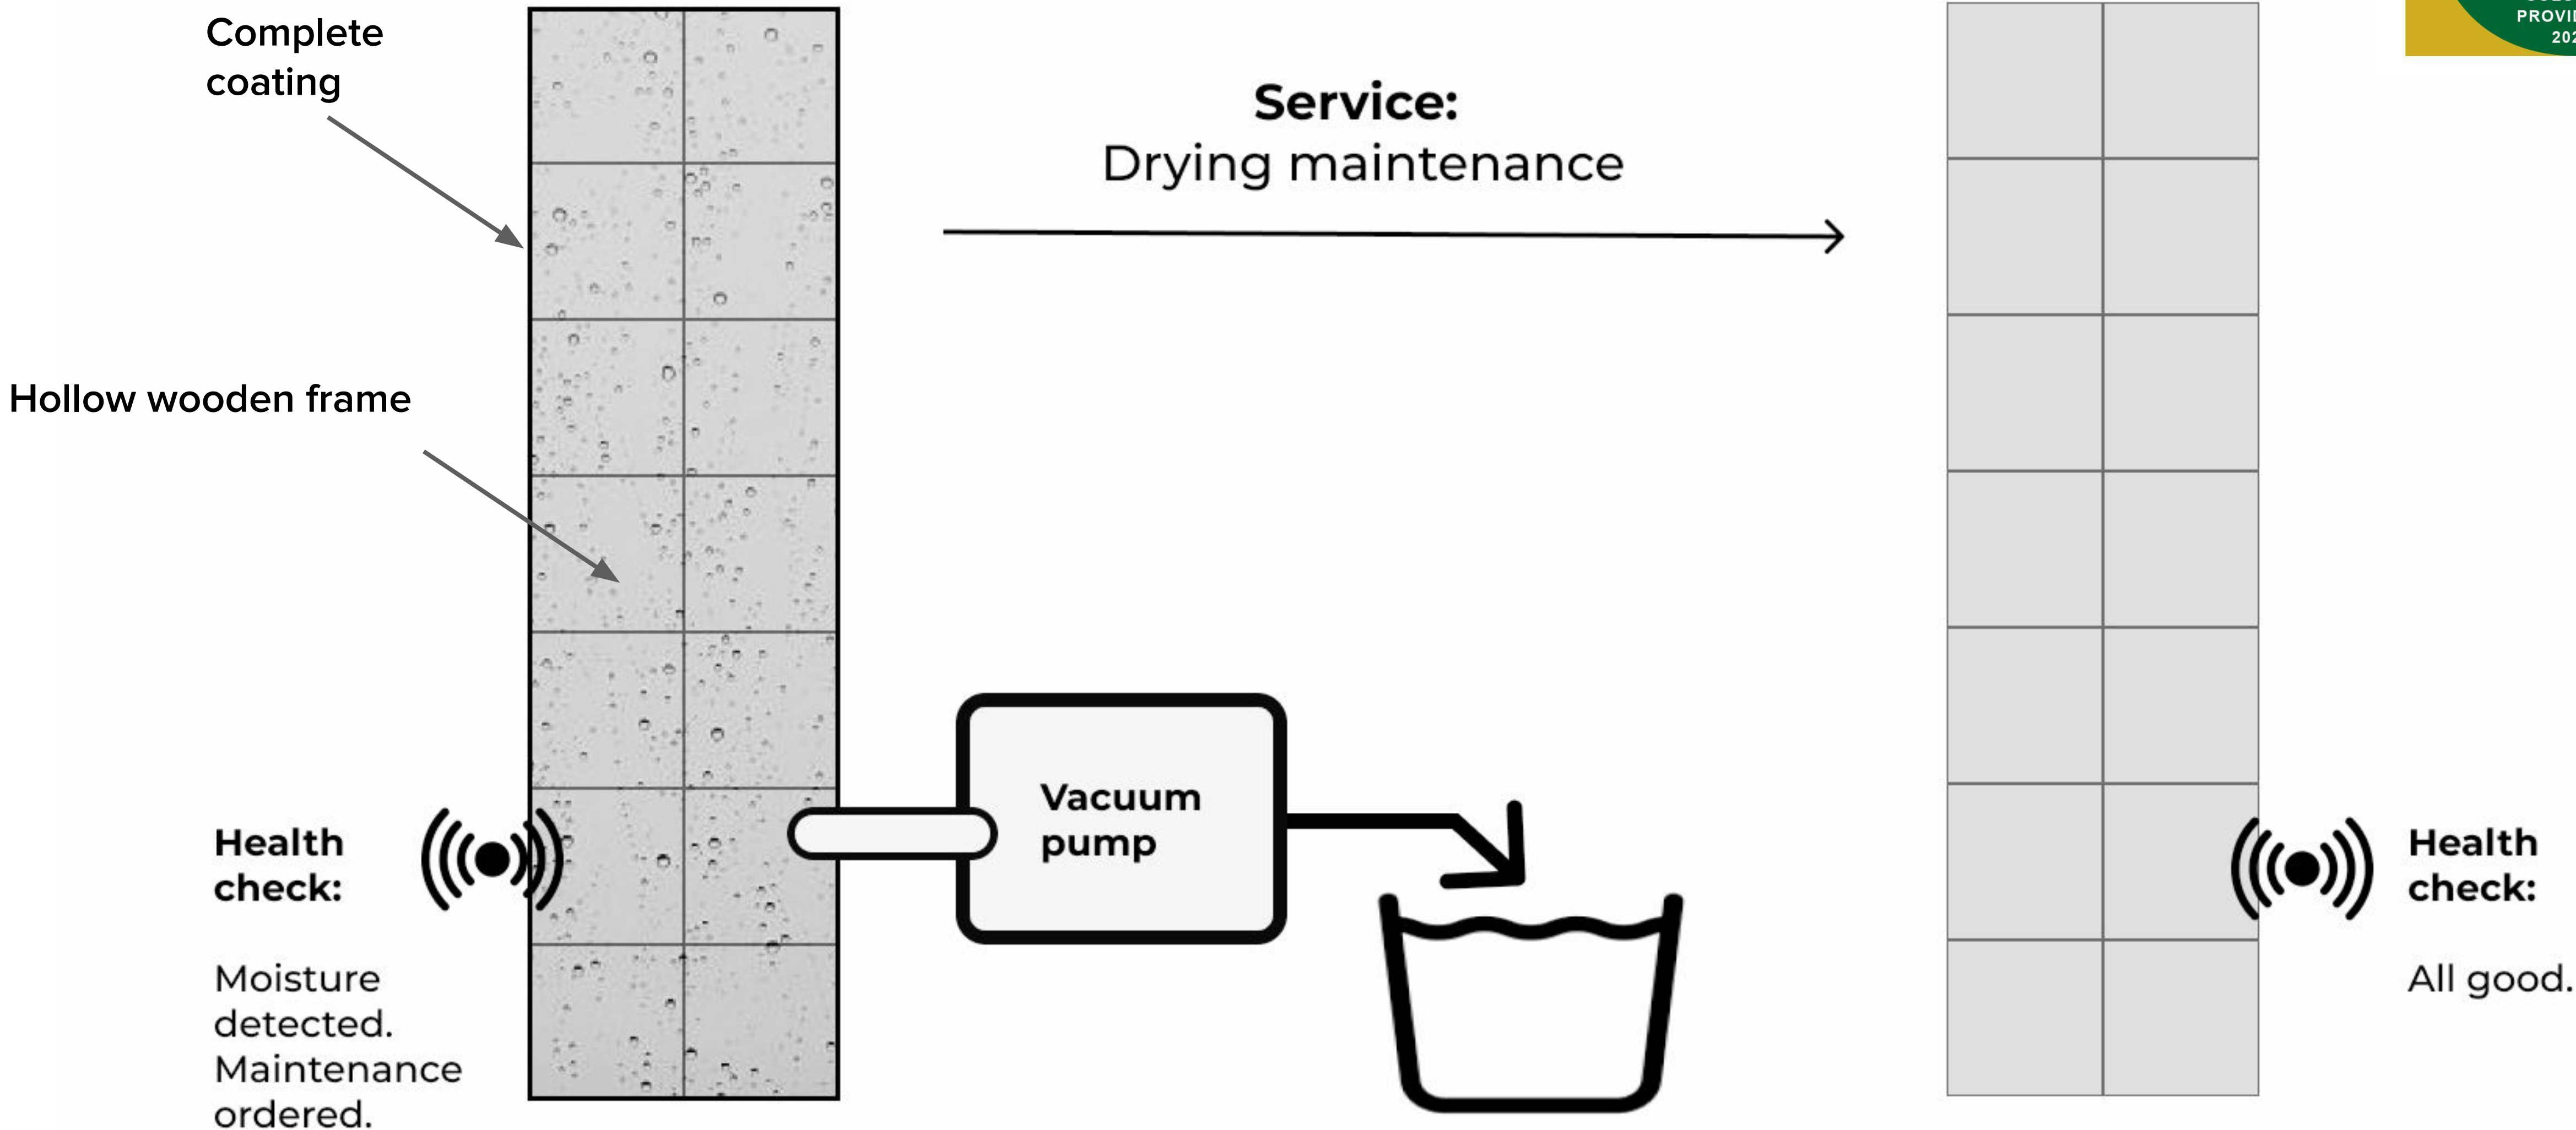 Complete
coating
Service:
Drying maintenance
Hollow wooden frame
Vacuum
pump
Health
check:
Moisture
detected.
Maintenance
ordered.
Health
check:
All good.